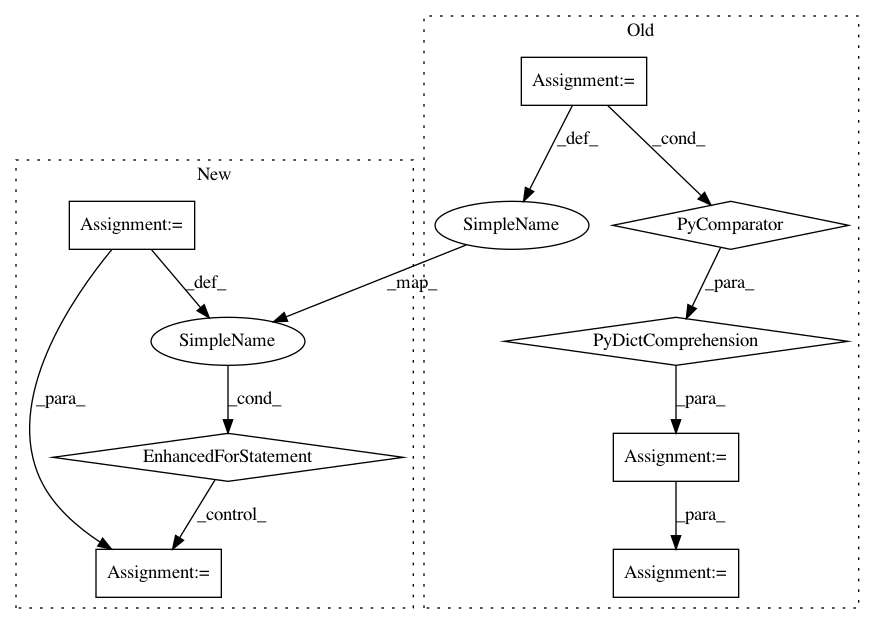 Old
Assignment:=
_def_
_cond_
New
Assignment:=
SimpleName
PyComparator
_def_
_map_
_para_
SimpleName
PyDictComprehension
_para_
_cond_
_para_
EnhancedForStatement
Assignment:=
_control_
_para_
Assignment:=
Assignment:=